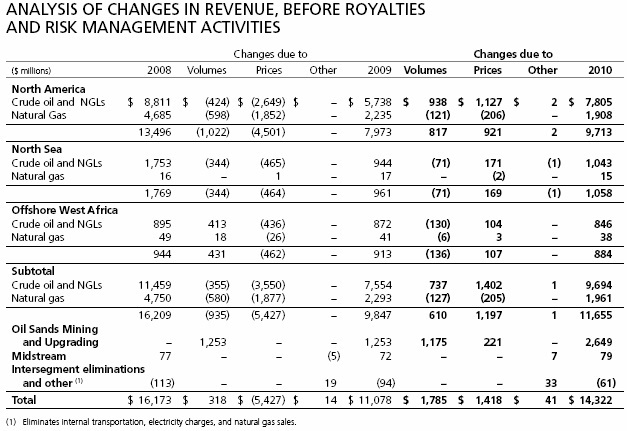 ANALYSIS OF CHANGES IN REVENUE, BEFORE ROYALTIES
AND RISK MANAGEMENT ACTIVITIES
Changes due to Changes due to
($ millions) 2008 Volumes Prices Other 2009 Volumes Prices Other 2010
North America
Crude oil and NGLs $ 8,811 $ (424) $ (2,649) $ – $ 5,738 $ 938 $ 1,127 $ 2 $ 7,805
Natural Gas 4,685 (598) (1,852) – 2,235 (121) (206) – 1,908
13,496 (1,022) (4,501) – 7,973 817 921 2 9,713
North Sea
Crude oil and NGLs 1,753 (344) (465) – 944 (71) 171 (1) 1,043
Natural gas 16 – 1 – 17 – (2) – 15
1,769 (344) (464) – 961 (71) 169 (1) 1,058
Offshore West Africa
Crude oil and NGLs 895 413 (436) – 872 (130) 104 – 846
Natural gas 49 18 (26) – 41 (6) 3 – 38
944 431 (462) – 913 (136) 107 – 884
Subtotal
Crude oil and NGLs 11,459 (355) (3,550) – 7,554 737 1,402 1 9,694
Natural gas 4,750 (580) (1,877) – 2,293 (127) (205) – 1,961
16,209 (935) (5,427) – 9,847 610 1,197 1 11,655
Oil Sands Mining
and Upgrading – 1,253 – – 1,253 1,175 221 – 2,649
Midstream 77 – – (5) 72 – – 7 79
Intersegment eliminations
and other (1) (113) – – 19 (94) – – 33 (61)
Total $ 16,173 $ 318 $ (5,427) $ 14 $ 11,078 $ 1,785 $ 1,418 $ 41 $ 14,322
(1) Eliminates internal transportation, electricity charges, and natural gas sales.